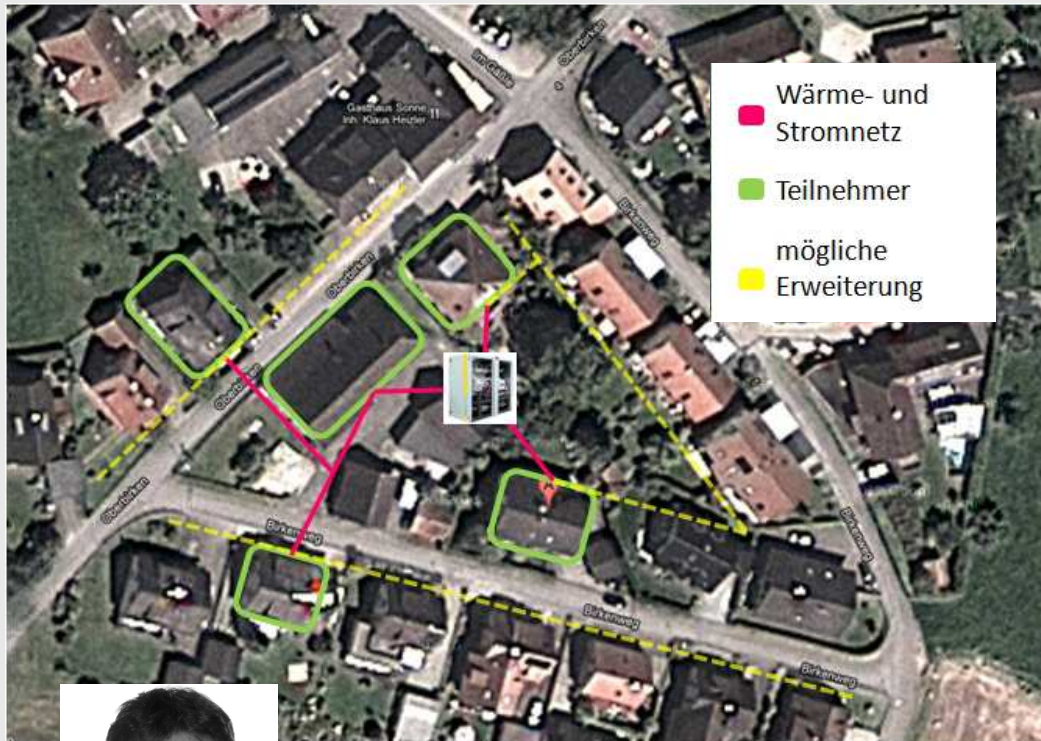 Im Gäßle
Oberbirken
Gasthaus Sonne
Inh. Klaus Heizler
Wärme- und
Stromnetz
Teilnehmer
mögliche
Erweiterung
Birkenweg
Oberbirken
Oberbirken
Oberbirken
Birkenweg
Birkenweg
Birkenweg
Birkenweg